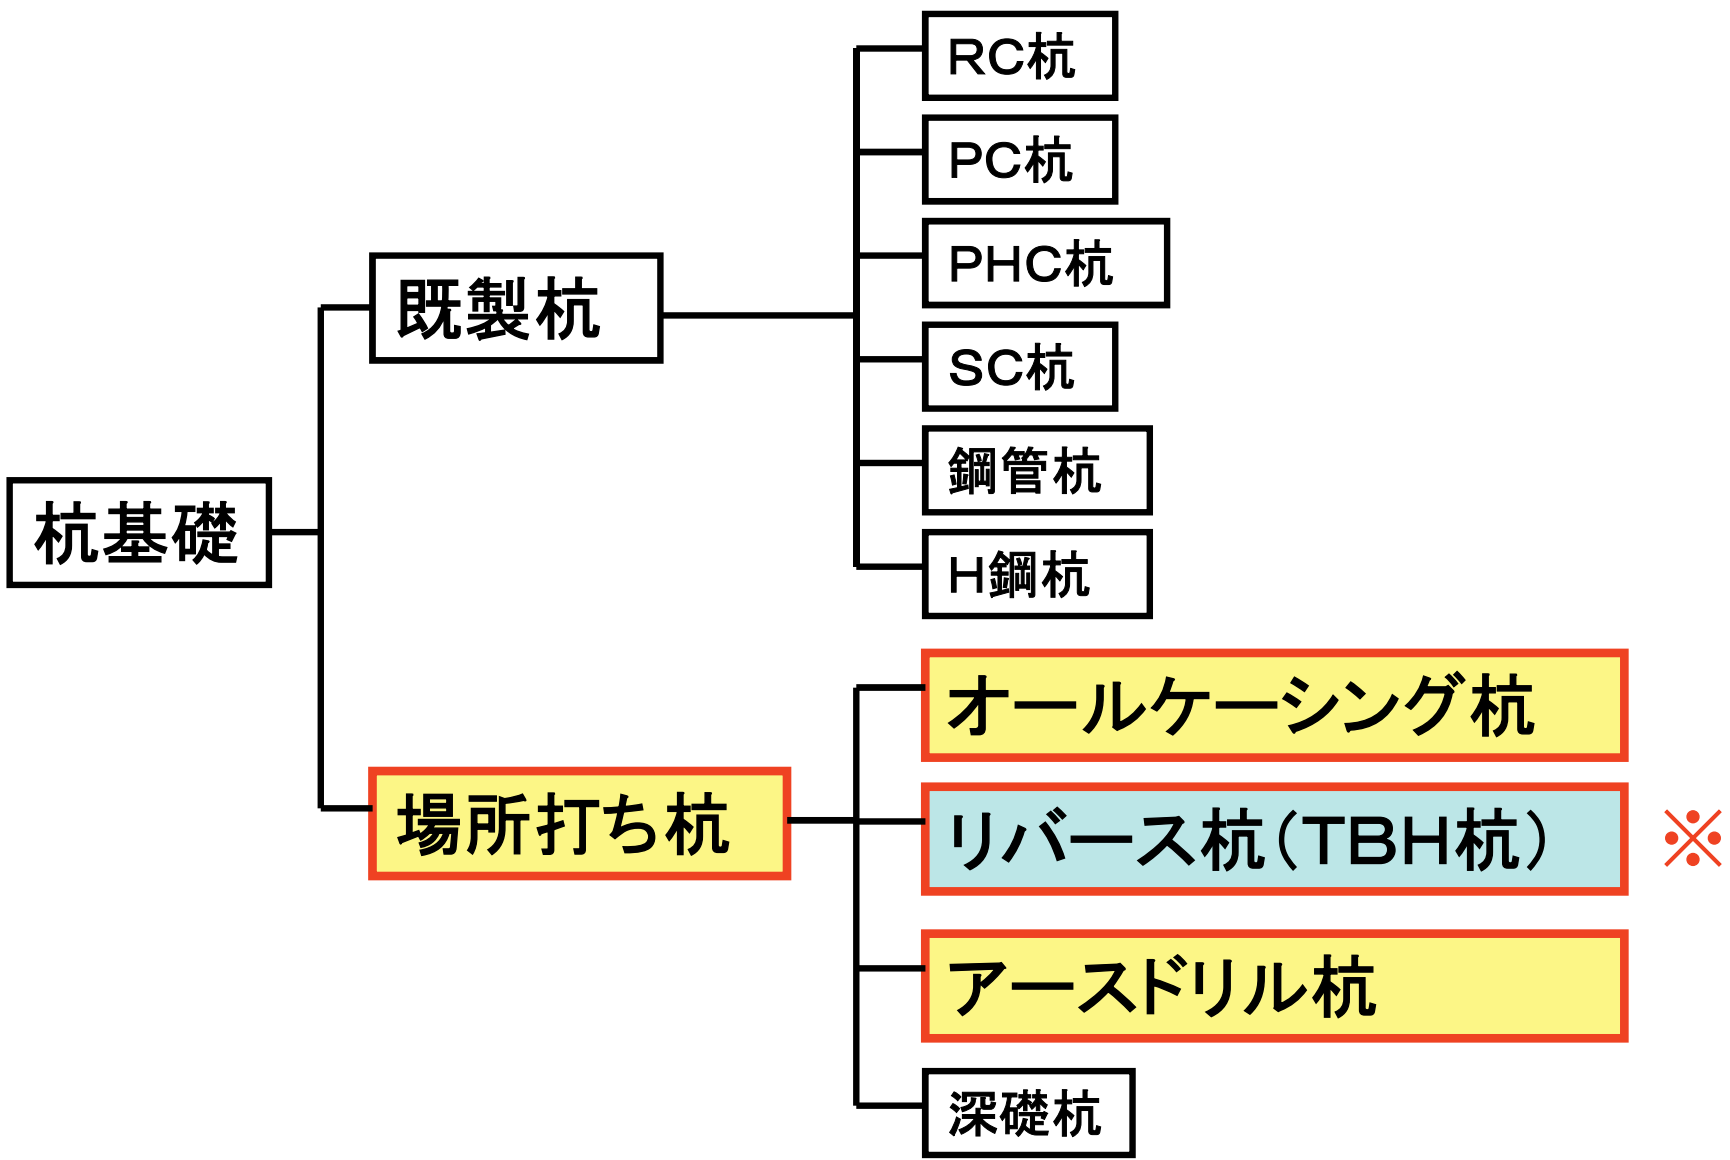 杭基礎
既製杭
RC杭
PC杭
PHC杭
SC杭
鋼管杭
H鋼杭
場所打ち杭
オールケーシング杭
リバース杭(TBH杭) ※
アースドリル杭
深礎杭